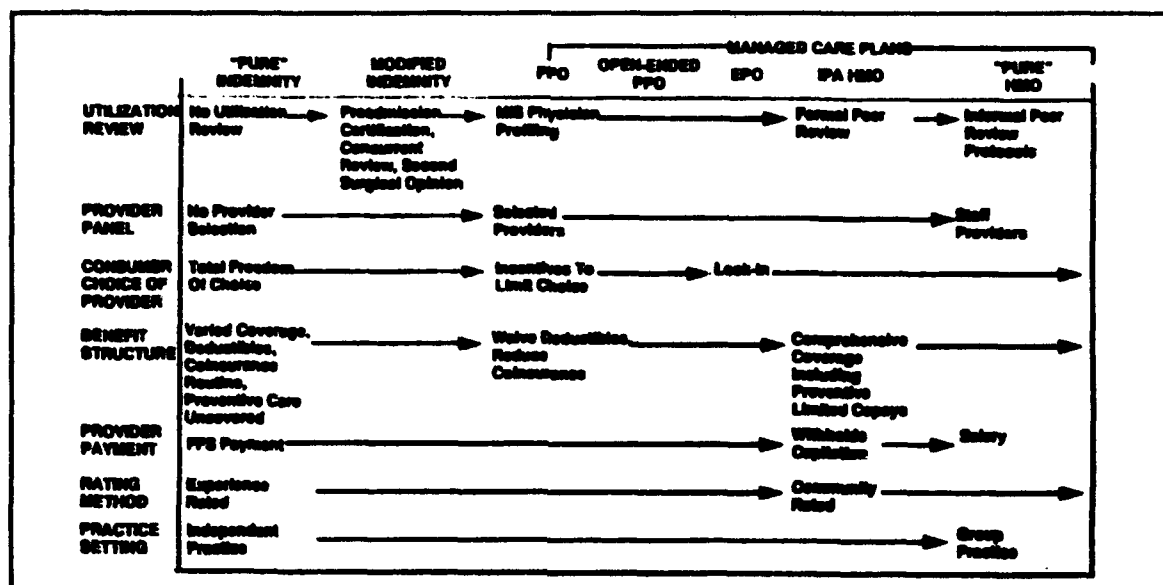 MANAGED CARE PLANS
"PURE" INDEMNITY
MODIFIED INDEMNITY
PPO
OPEN-ENDED PPO
EPO
IPA HMO
"PURE" HMO
UTILIZATION REVIEW
No Utilization Review
Preadmission Certification, Concurrent Review, Second Surgical Opinion
MIS Physician Profiling
Formal Peer Review
Internal Peer Review Protocols
PROVIDER PANEL
No Provider Selection
Selected Providers
Staff Providers
CONSUMER CHOICE OF PROVIDER
Total Freedom Of Choice
Incentives To Limit Choice
Lock-In
BENEFIT STRUCTURE
Varied Coverage, Deductibles, Coinsurance Routine, Preventive Care Uncovered
Waive Deductibles, Reduce Coinsurance
Comprehensive Coverage Including Preventive Limited Copays
PROVIDER PAYMENT
FFS Payment
Withholds Capitation
Salary
RATING METHOD
Experience Rated
Community Rated
PRACTICE SETTING
Independent Practice
Group Practice